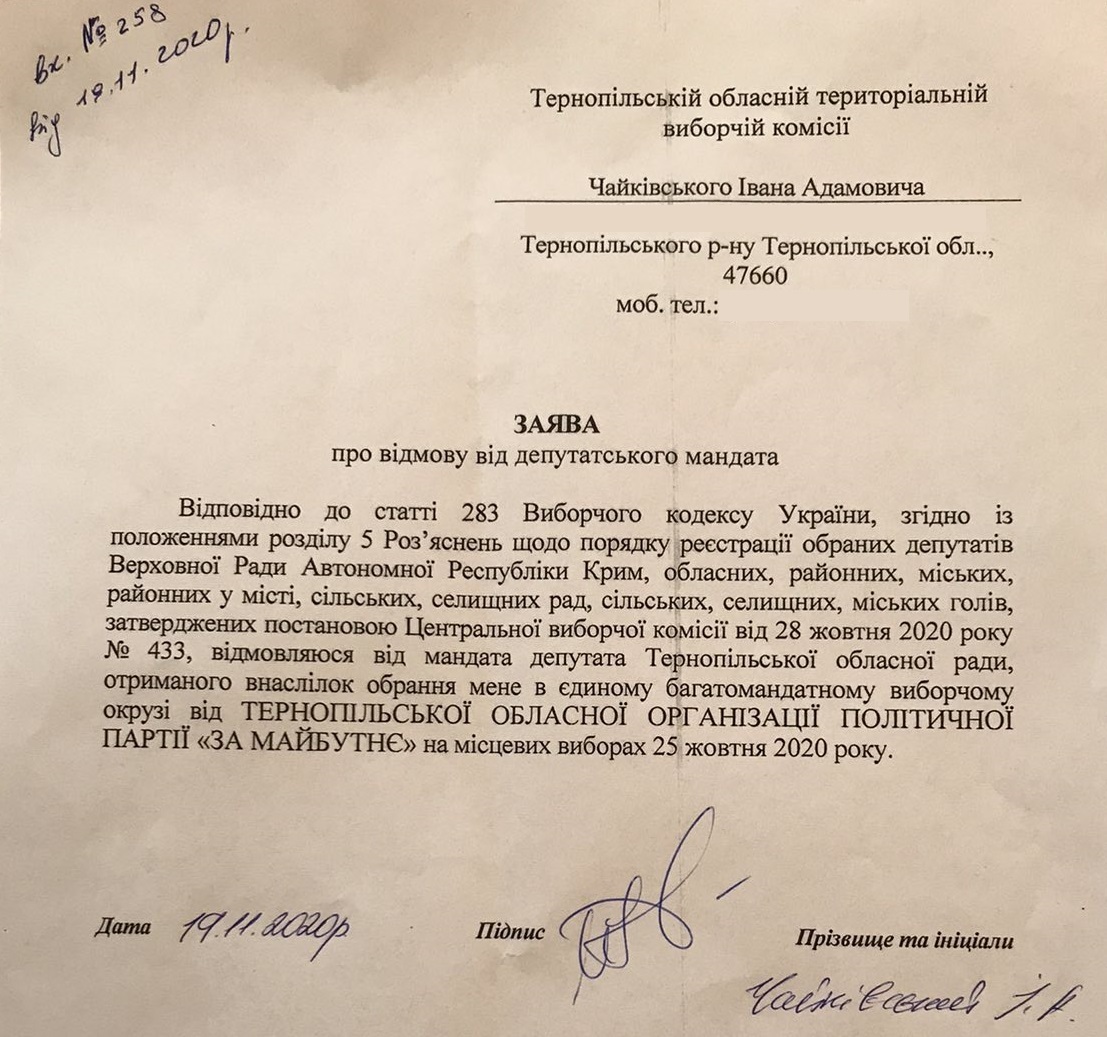 вх. № 258
від 19.11.2020р.
Тернопільській обласній територіальній
виборчій комісії
Чайківського Івана Адамовича
Тернопільського р-ну Тернопільської обл..,
47660
моб. тел.:
ЗАЯВА
про відмову від депутатського мандата
Відповідно до статті 283 Виборчого кодексу України, згідно із
положеннями розділу 5 Роз’яснень щодо порядку реєстрації обраних депутатів
Верховної Ради Автономної Республіки Крим, обласних, районних, міських,
районних у місті, сільських, селищних рад, сільських, селищних, міських голів,
затверджених постановою Центральної виборчої комісії від 28 жовтня 2020 року
№ 433, відмовляюся від мандата депутата Тернопільської обласної ради,
отриманого внаслілок обрання мене в єдиному багатомандатному виборчому
окрузі від ТЕРНОПІЛЬСЬКОЇ ОБЛАСНОЇ ОРГАНІЗАЦІЇ ПОЛІТИЧНОЇ
ПАРТІЇ «ЗА МАЙБУТНЄ» на місцевих виборах 25 жовтня 2020 року.
Дата 19.11.2020р Підпис Прізвище та ініціали
Чайківський І. А.